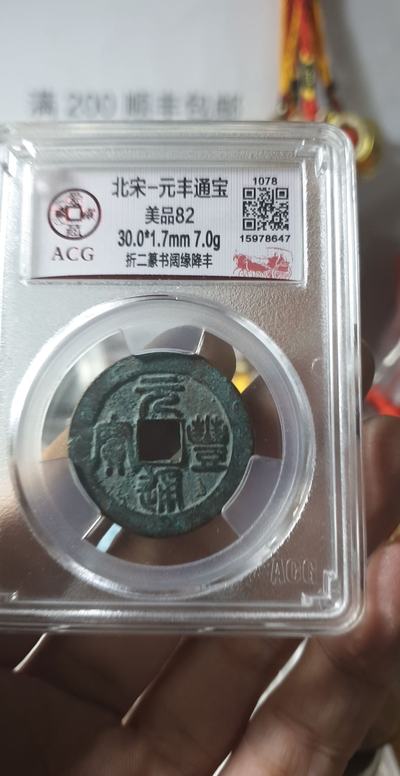 满 200 顺丰包邮
北宋-元丰通宝
美品82
30.0*1.7mm 7.0g
折二篆书阔缘降丰
ACG
1078
15978647
元豐通寳
ACG